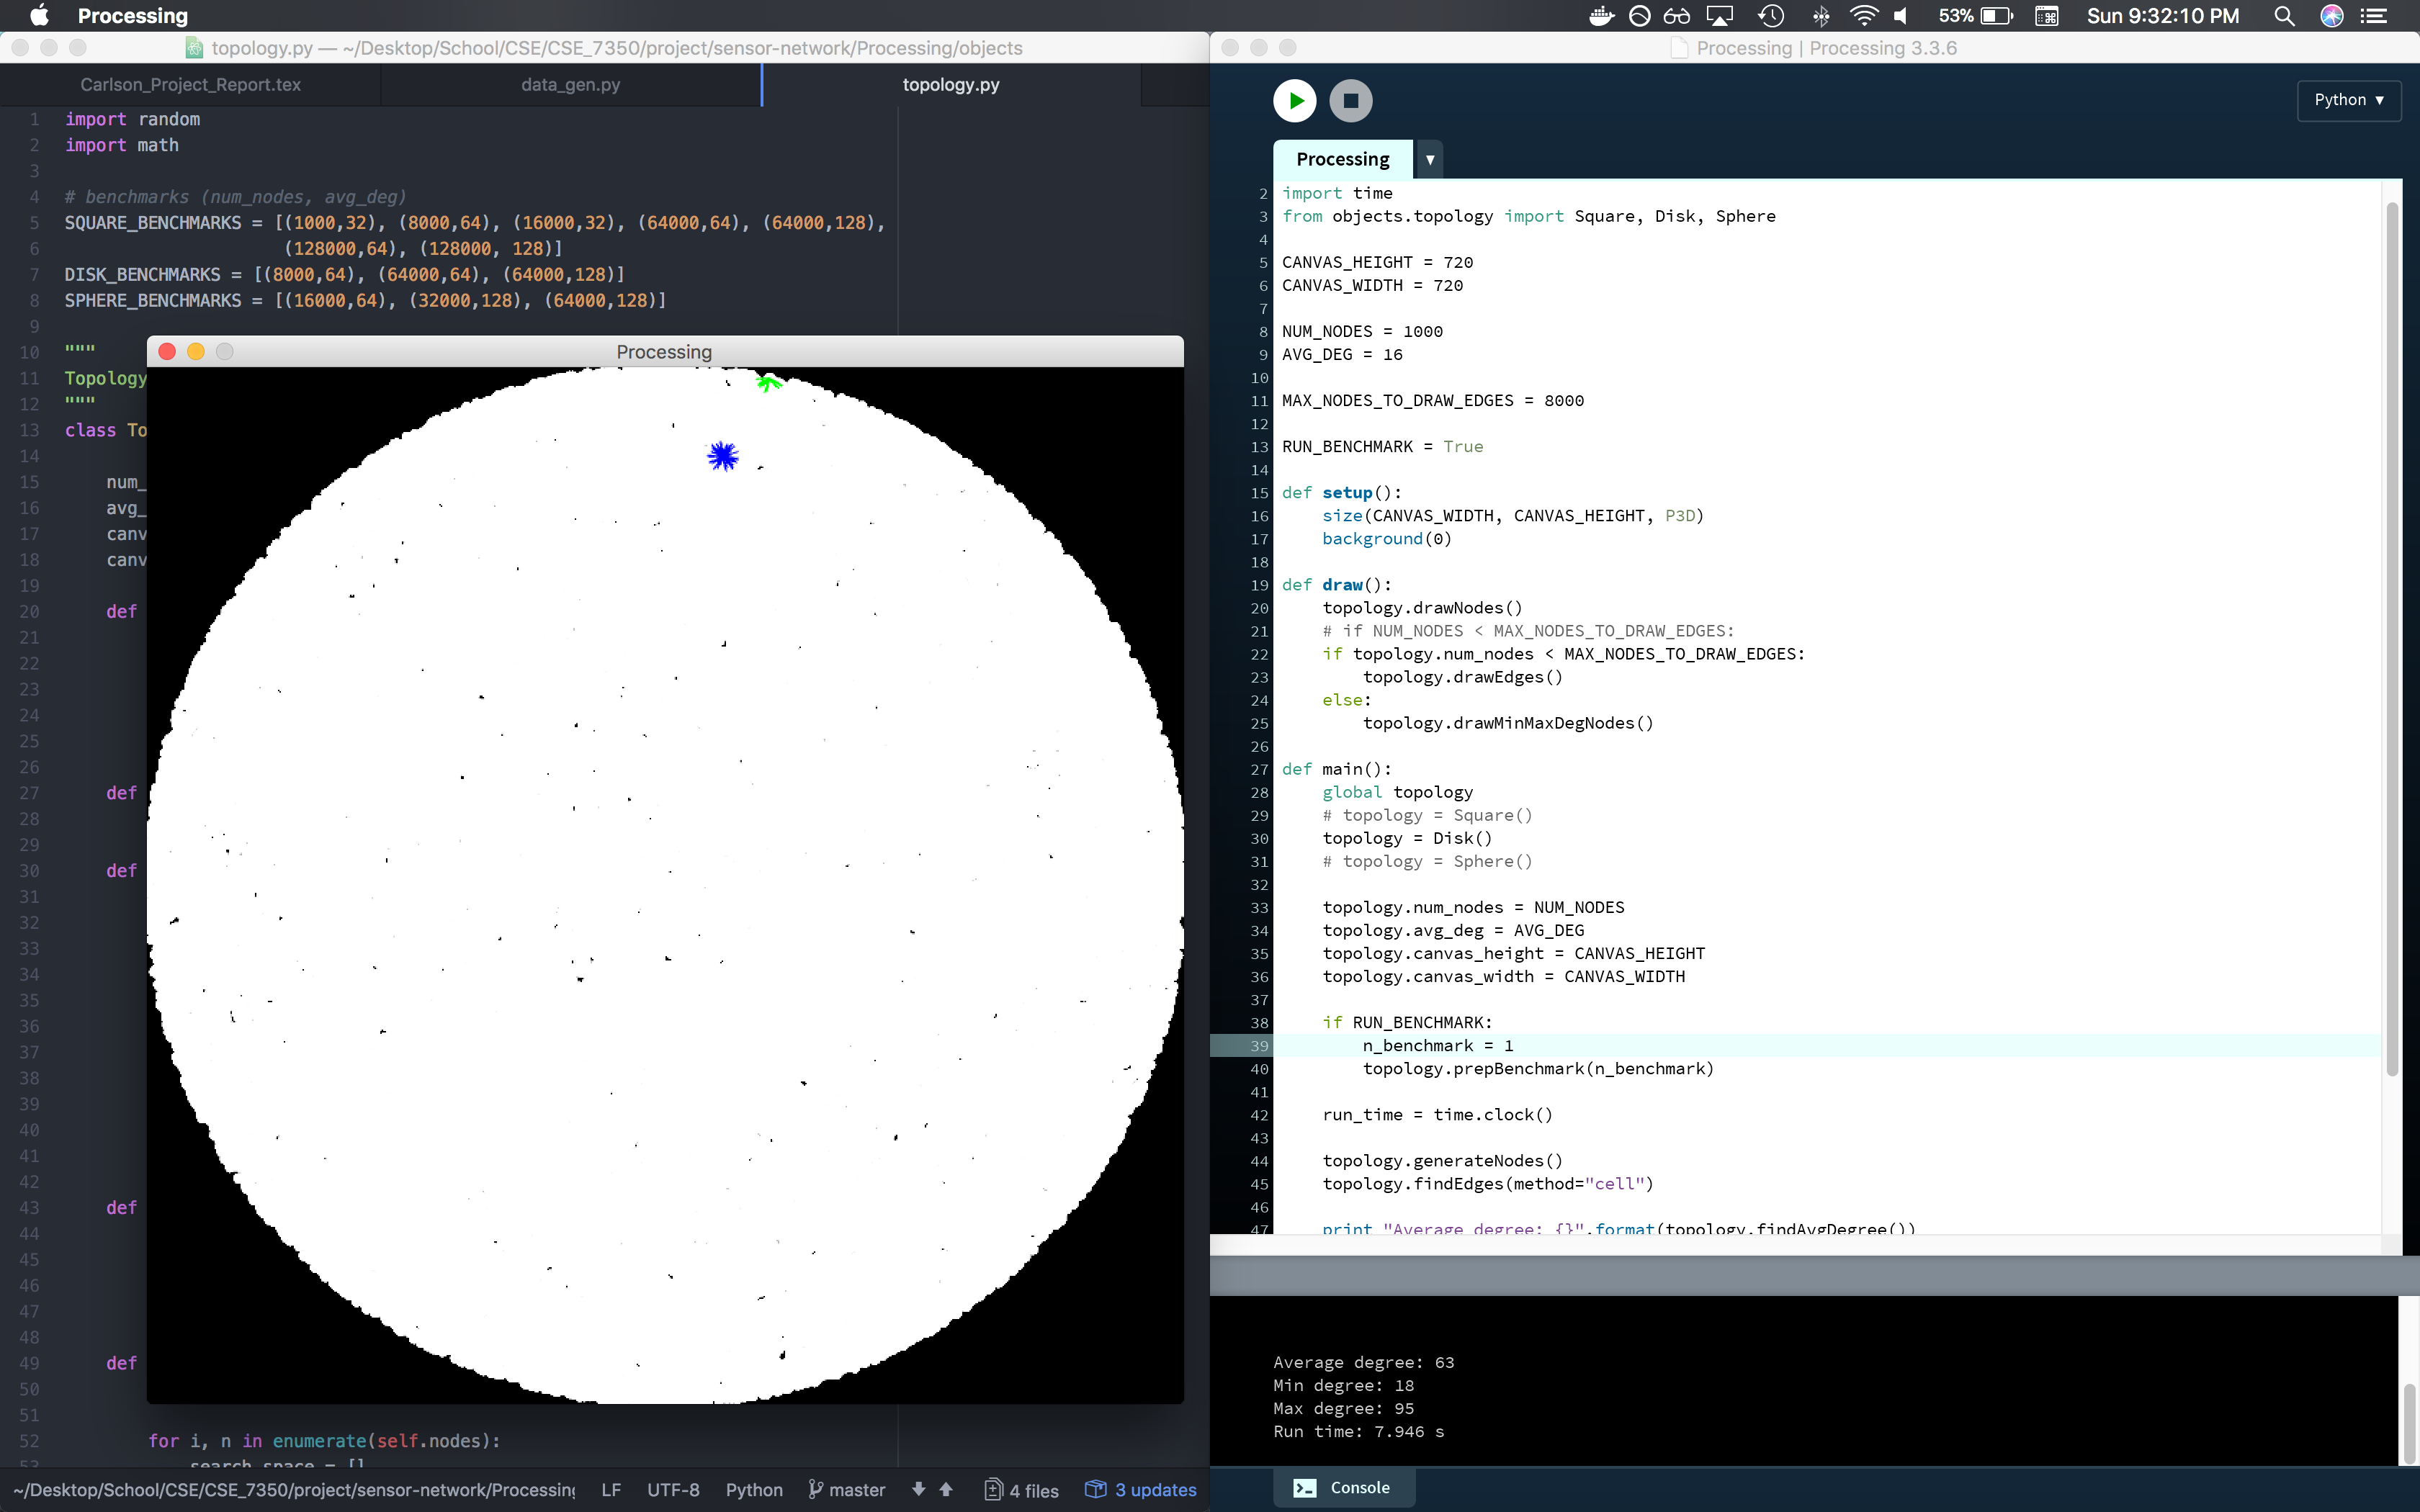 Processing
53%
Sun 9:32:10 PM
topology.py — ~/Desktop/School/CSE/CSE_7350/project/sensor-network/Processing/objects
Carlson_Project_Report.tex
data_gen.py
topology.py
1 import random
2 import math
3
4 # benchmarks (num_nodes, avg_deg)
5 SQUARE_BENCHMARKS = [(1000,32), (8000,64), (16000,32), (64000,64), (64000,128),
6 (128000,64), (128000, 128)]
7 DISK_BENCHMARKS = [(8000,64), (64000,64), (64000,128)]
8 SPHERE_BENCHMARKS = [(16000,64), (32000,128), (64000,128)]
9
10 """
11 Topology
12 """
13 class To
14
15 num_
16 avg_
17 canv
18 canv
19
20 def
21
22
23
24
25
26
27 def
28
29
30 def
31
32
33
34
35
36
37
38
39
40
41
42
43 def
44
45
46
47
48
49 def
50
51
52 for i, n in enumerate(self.nodes):
53 search_space = []
Processing
~/Desktop/School/CSE/CSE_7350/project/sensor-network/Processing
LF
UTF-8
Python
master
4 files
3 updates
Processing | Processing 3.3.6
Python
Processing
2 import time
3 from objects.topology import Square, Disk, Sphere
4
5 CANVAS_HEIGHT = 720
6 CANVAS_WIDTH = 720
7
8 NUM_NODES = 1000
9 AVG_DEG = 16
10
11 MAX_NODES_TO_DRAW_EDGES = 8000
12
13 RUN_BENCHMARK = True
14
15 def setup():
16 size(CANVAS_WIDTH, CANVAS_HEIGHT, P3D)
17 background(0)
18
19 def draw():
20 topology.drawNodes()
21 # if NUM_NODES < MAX_NODES_TO_DRAW_EDGES:
22 if topology.num_nodes < MAX_NODES_TO_DRAW_EDGES:
23 topology.drawEdges()
24 else:
25 topology.drawMinMaxDegNodes()
26
27 def main():
28 global topology
29 # topology = Square()
30 topology = Disk()
31 # topology = Sphere()
32
33 topology.num_nodes = NUM_NODES
34 topology.avg_deg = AVG_DEG
35 topology.canvas_height = CANVAS_HEIGHT
36 topology.canvas_width = CANVAS_WIDTH
37
38 if RUN_BENCHMARK:
39 n_benchmark = 1
40 topology.prepBenchmark(n_benchmark)
41
42 run_time = time.clock()
43
44 topology.generateNodes()
45 topology.findEdges(method="cell")
46
47 print "Average degree: {}".format(topology.findAvgDegree())
Average degree: 63
Min degree: 18
Max degree: 95
Run time: 7.946 s
Console